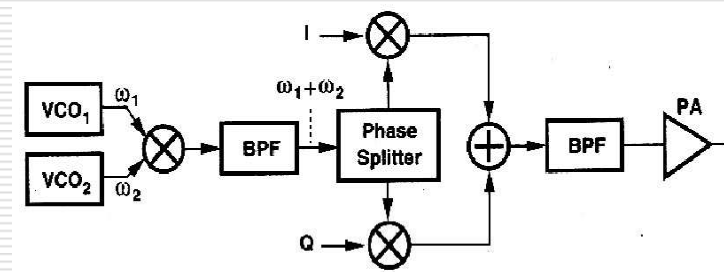 I
ω₁
ω₁+ω₂
PA
VCO₁
BPF
Phase
Splitter
BPF
VCO₂
ω₂
Q